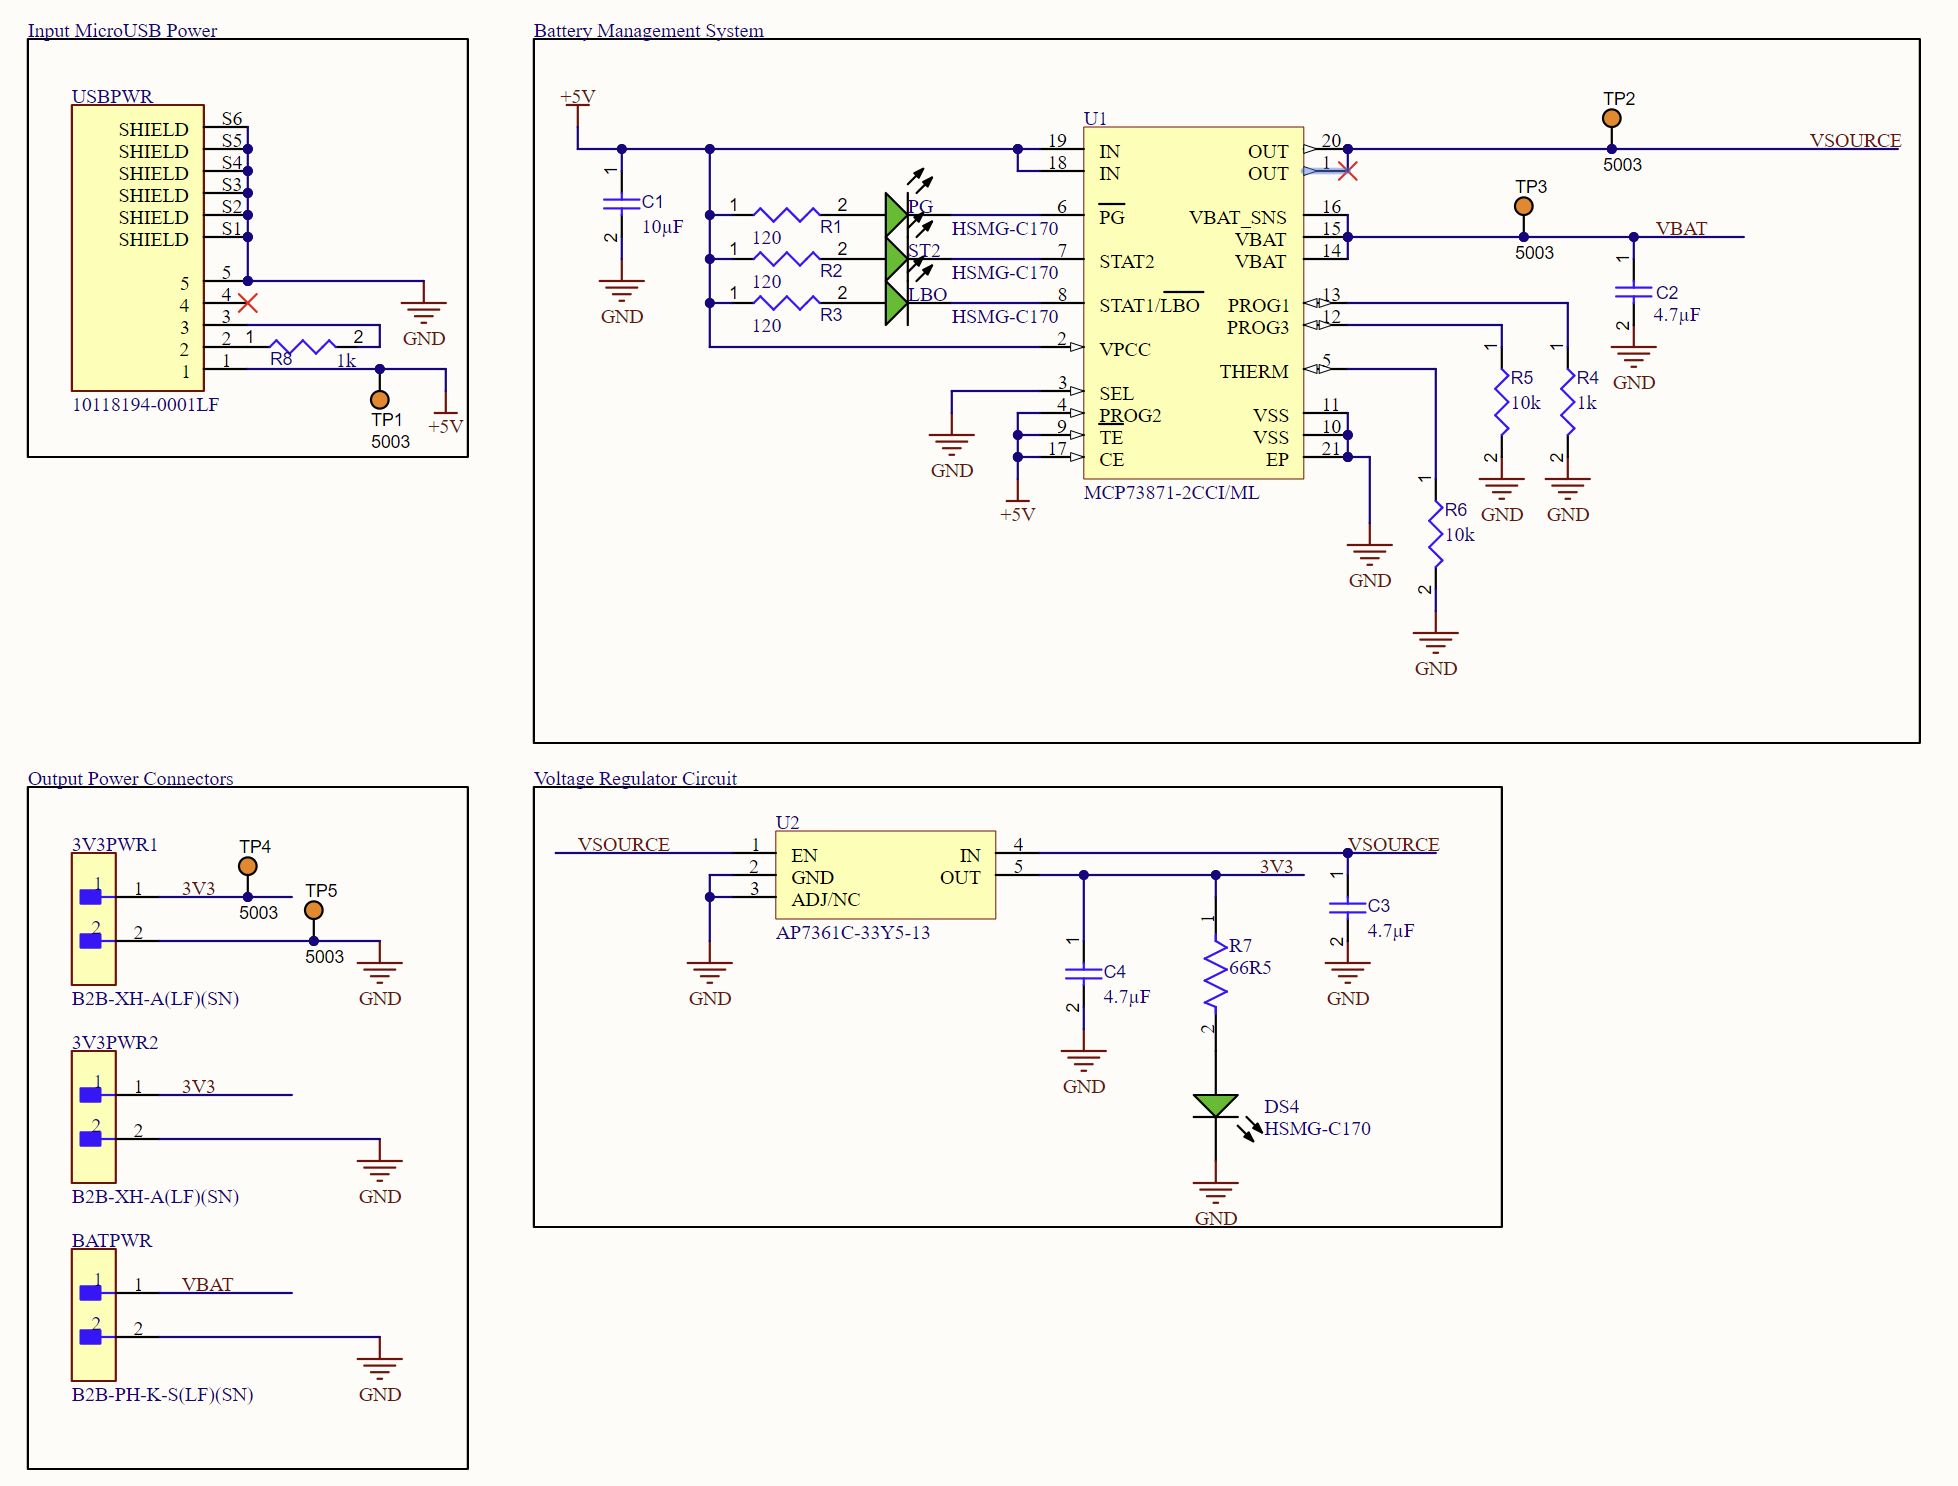 Input MicroUSB Power
USBPWR
SHIELD S6
SHIELD S5
SHIELD S4
SHIELD S3
SHIELD S2
SHIELD S1
5 5
4 4
3 3
2 2
1 1
1 R8 1k 2
GND
10118194-0001LF
TP1
5003
+5V
Battery Management System
+5V
1 C1
10µF
2
GND
1 120 R1 2
PG
HSMG-C170
1 120 R2 2
ST2
HSMG-C170
1 120 R3 2
LBO
HSMG-C170
U1
19 IN
18 IN
6 PG
7 STAT2
8 STAT1/LBO
2 VPCC
3 SEL
4 PROG2
9 TE
17 CE
GND
+5V
OUT 20
OUT 1
VBAT_SNS 16
VBAT 15
VBAT 14
PROG1 13
PROG3 12
THERM 5
VSS 11
VSS 10
EP 21
MCP73871-2CCI/ML
TP2
5003
VSOURCE
TP3
5003
VBAT
1 C2
4.7µF
2
GND
1 R5
10k
2
GND
1 R4
1k
2
GND
1 R6
10k
2
GND
GND
Output Power Connectors
3V3PWR1
1 1 3V3
2 2
TP4
5003
TP5
5003
GND
B2B-XH-A(LF)(SN)
3V3PWR2
1 1 3V3
2 2
GND
B2B-XH-A(LF)(SN)
BATPWR
1 1 VBAT
2 2
GND
B2B-PH-K-S(LF)(SN)
Voltage Regulator Circuit
VSOURCE
U2
1 EN IN 4
2 GND OUT 5
3 ADJ/NC
AP7361C-33Y5-13
GND
VSOURCE
3V3
1 C3
4.7µF
2
GND
1 C4
4.7µF
2
GND
1 R7
66R5
2
DS4
HSMG-C170
GND